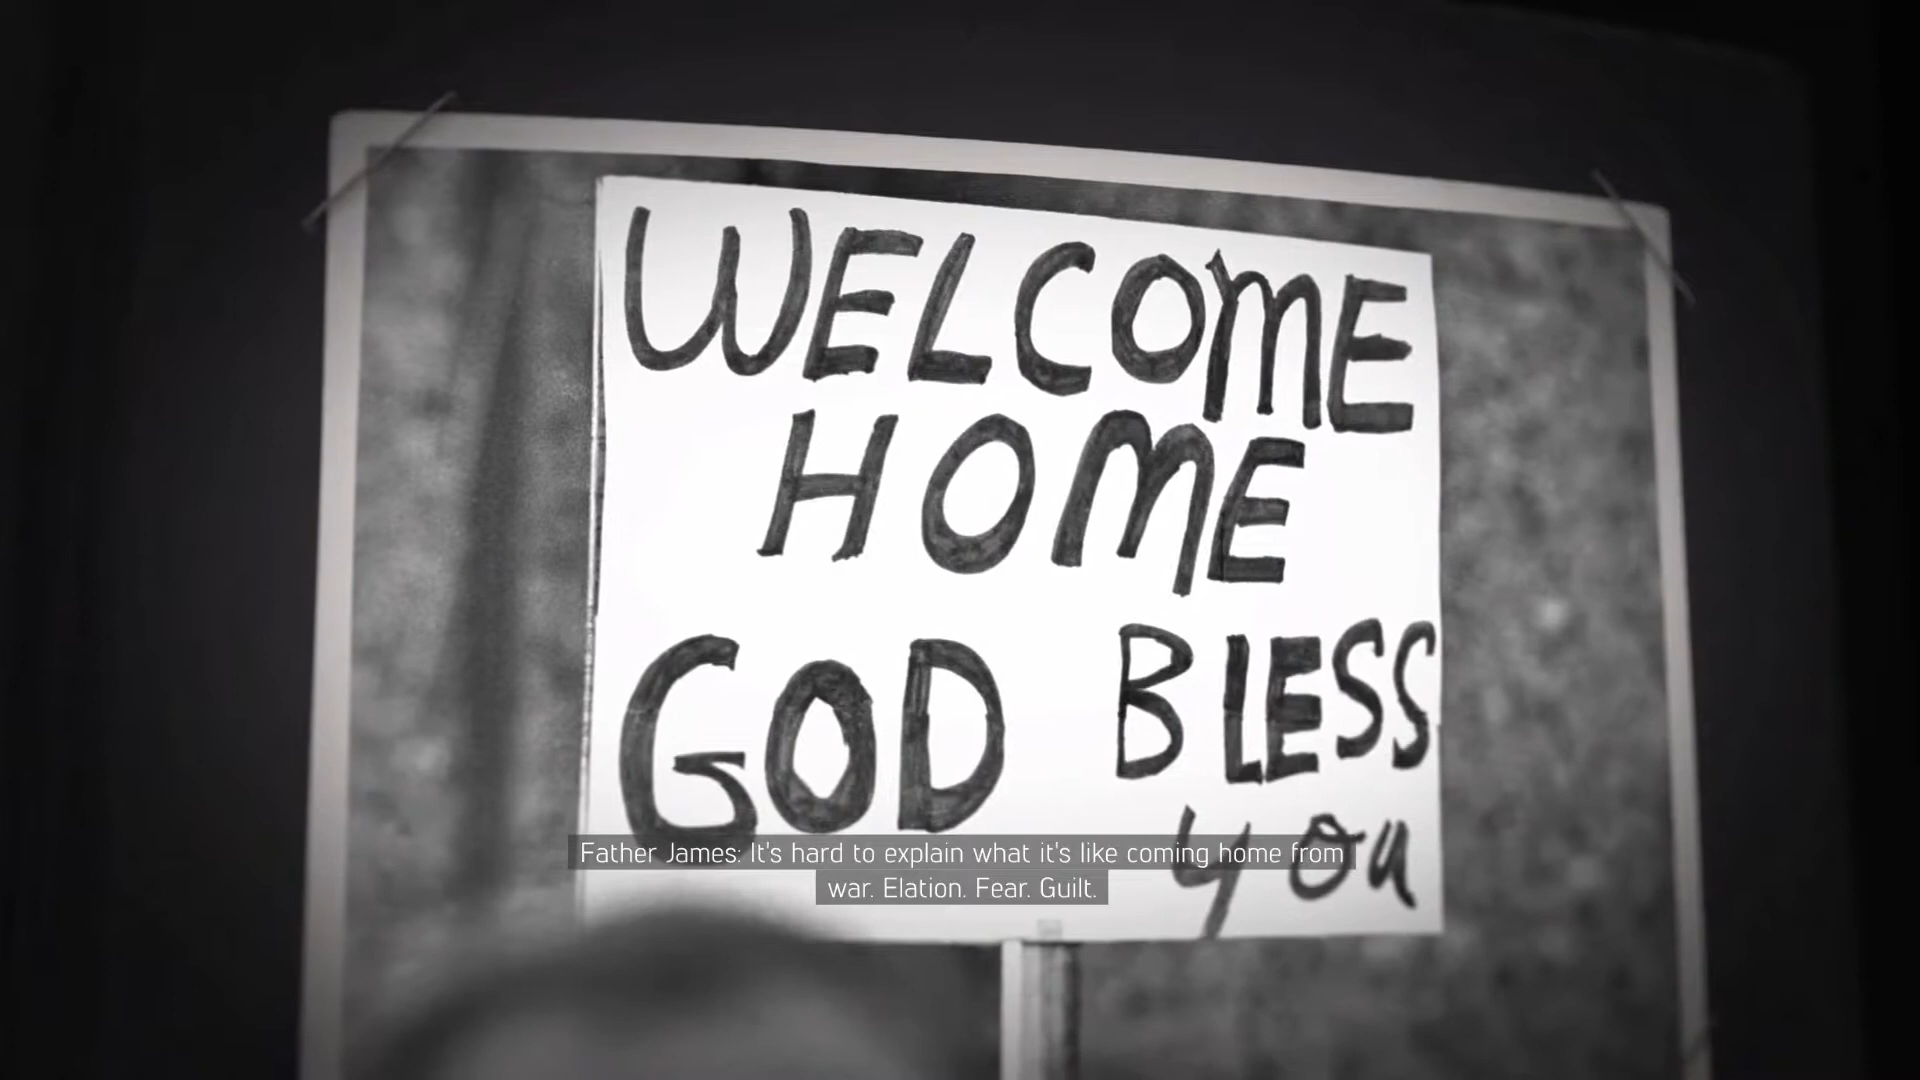 WELCOME
HOME
GOD BLESS
you
Father James: It's hard to explain what it's like coming home from
war. Elation. Fear. Guilt.